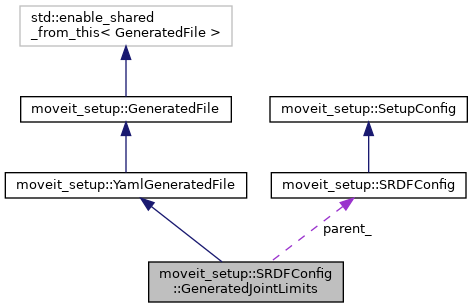 std::enable_shared
_from_this< GeneratedFile >
moveit_setup::GeneratedFile
moveit_setup::SetupConfig
moveit_setup::YamlGeneratedFile
moveit_setup::SRDFConfig
parent_
moveit_setup::SRDFConfig
::GeneratedJointLimits